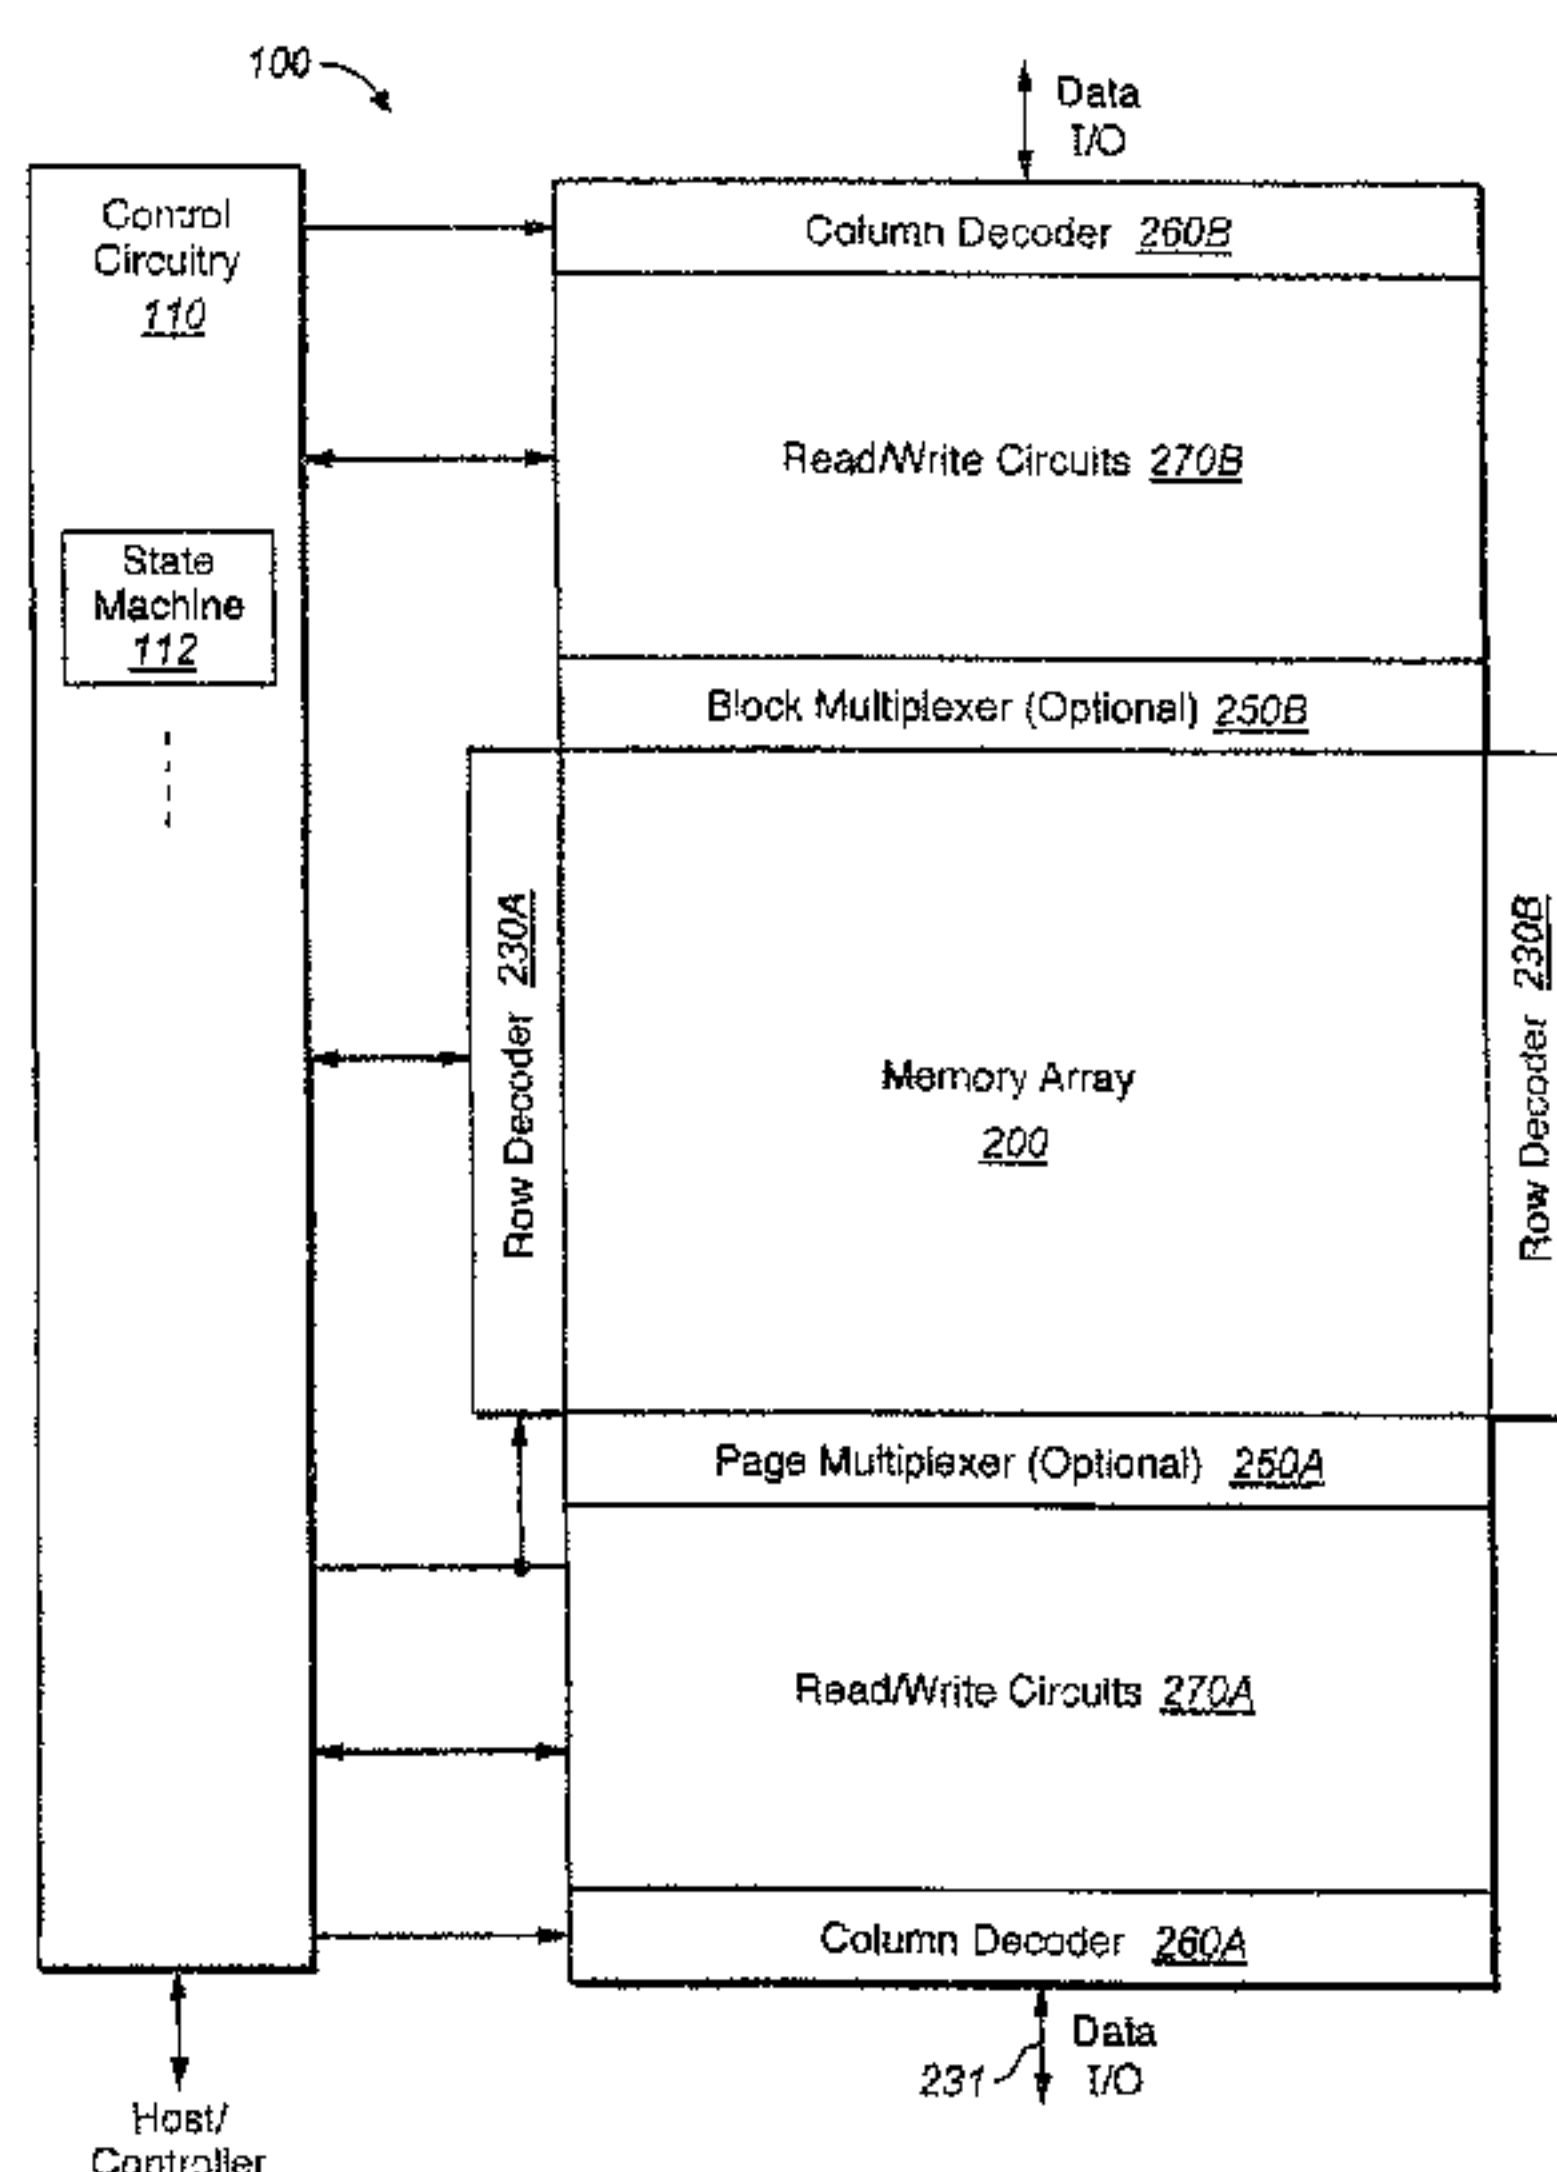 100
Data
I/O
Control
Circuitry
110
Column Decoder 260B
Read/Write Circuits 270B
State
Machine
112
Block Multiplexer (Optional) 250B
Row Decoder 230A
Memory Array
200
Row Decoder 230B
Page Multiplexer (Optional) 250A
Read/Write Circuits 270A
Column Decoder 260A
231
Data
I/O
Host/
Controller